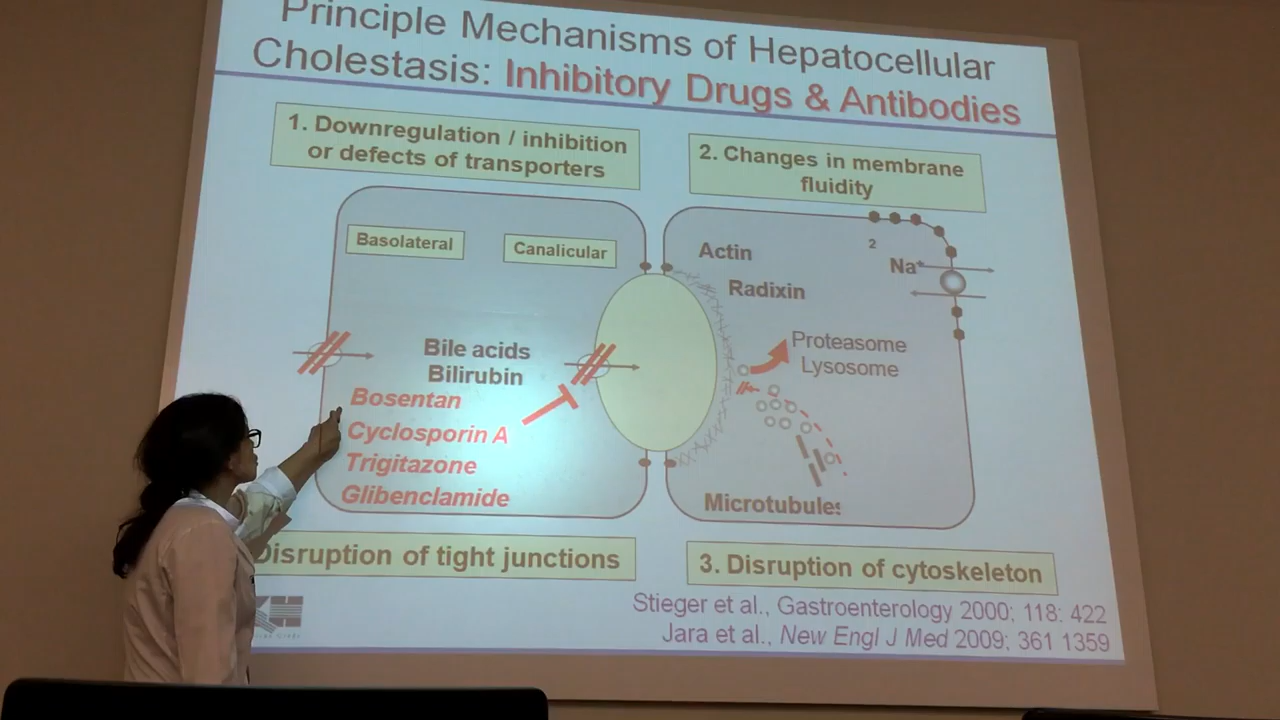 Principle Mechanisms of Hepatocellular
Cholestasis: Inhibitory Drugs & Antibodies
1. Downregulation / inhibition
or defects of transporters
2. Changes in membrane
fluidity
Basolateral
Canalicular
Actin
2
Na+
Radixin
Bile acids
Bilirubin
Proteasome
Lysosome
Bosentan
Cyclosporin A
Trigitazone
Glibenclamide
Microtubules
Disruption of tight junctions
3. Disruption of cytoskeleton
Stieger et al., Gastroenterology 2000; 118: 422
Jara et al., New Engl J Med 2009; 361 1359